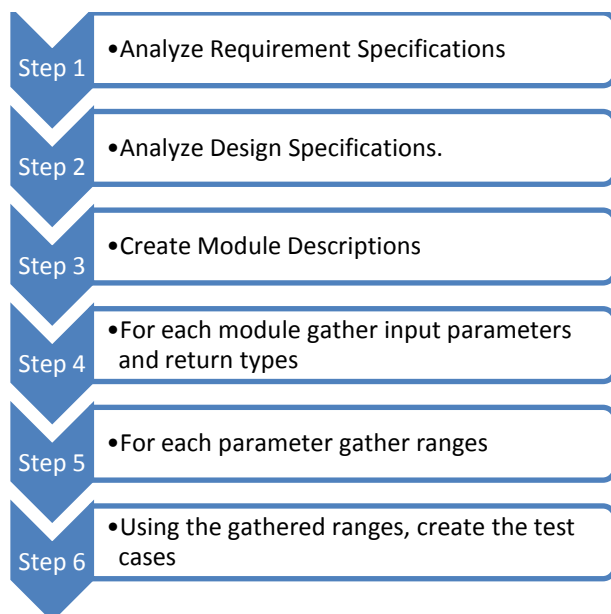 Step 1
•Analyze Requirement Specifications
Step 2
•Analyze Design Specifications.
Step 3
•Create Module Descriptions
Step 4
•For each module gather input parameters
and return types
Step 5
•For each parameter gather ranges
Step 6
•Using the gathered ranges, create the test
cases